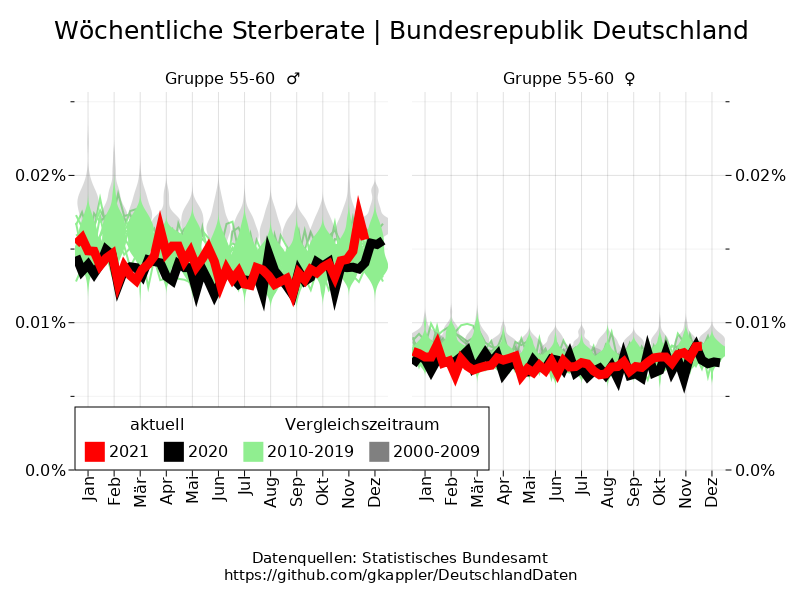 Wöchentliche Sterberate | Bundesrepublik Deutschland
Gruppe 55-60 ♂
Gruppe 55-60 ♀
0.02%
0.01%
0.0%
0.02%
0.01%
0.0%
aktuell Vergleichszeitraum
2021 2020 2010-2019 2000-2009
Jan Feb Mär Apr Mai Jun Jul Aug Sep Okt Nov Dez
Jan Feb Mär Apr Mai Jun Jul Aug Sep Okt Nov Dez
Datenquellen: Statistisches Bundesamt
https://github.com/gkappler/DeutschlandDaten